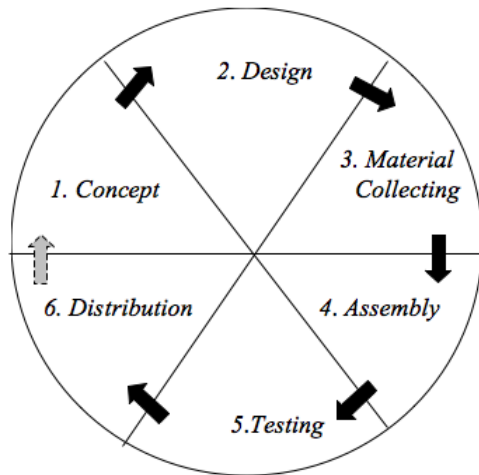 1. Concept
2. Design
3. Material
Collecting
4. Assembly
5.Testing
6. Distribution